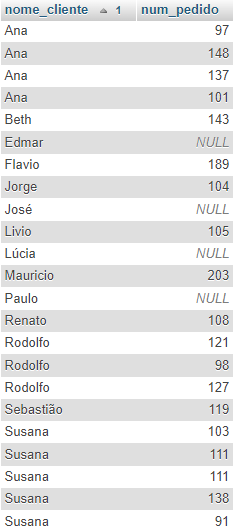 nome_cliente 1 num_pedido
Ana 97
Ana 148
Ana 137
Ana 101
Beth 143
Edmar NULL
Flavio 189
Jorge 104
José NULL
Livio 105
Lúcia NULL
Mauricio 203
Paulo NULL
Renato 108
Rodolfo 121
Rodolfo 98
Rodolfo 127
Sebastião 119
Susana 103
Susana 111
Susana 111
Susana 138
Susana 91